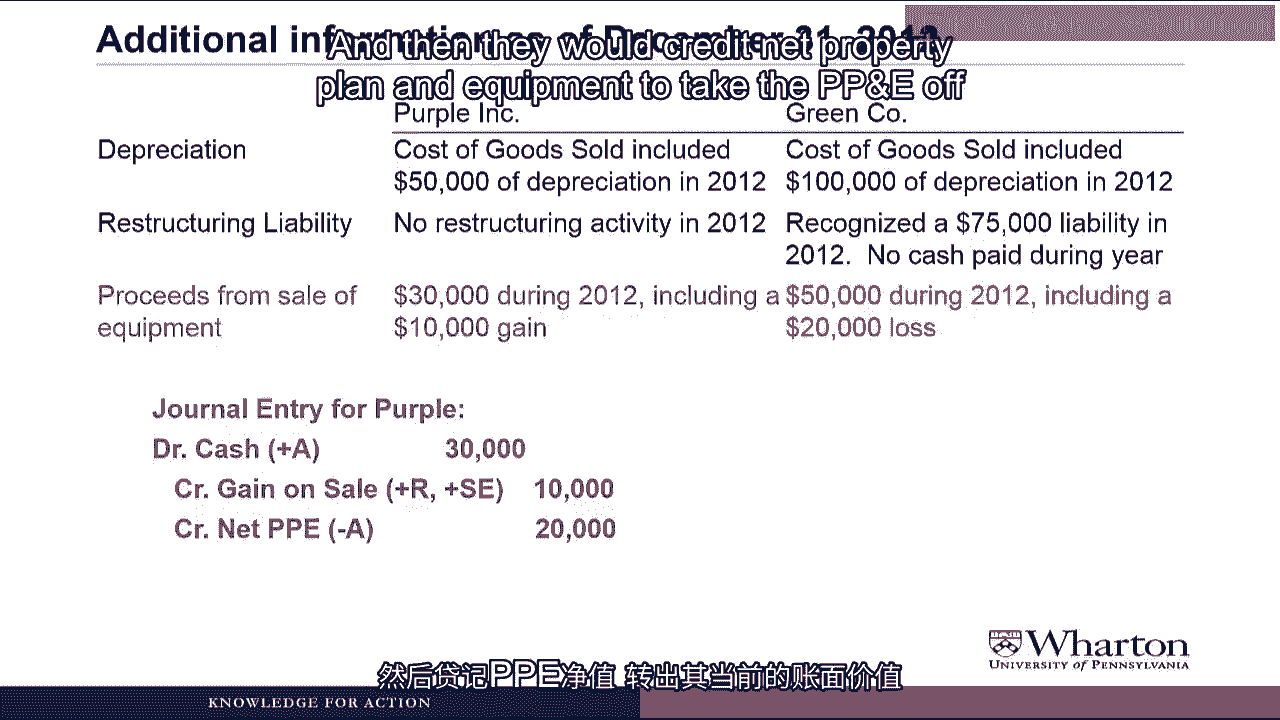 Additional information as of December 31, 2012
And then they would credit net property
plan and equipment to take the PP&E off
Purple Inc. Green Co.
Depreciation Cost of Goods Sold included Cost of Goods Sold included
$50,000 of depreciation in 2012 $100,000 of depreciation in 2012
Restructuring Liability No restructuring activity in 2012 Recognized a $75,000 liability in
2012. No cash paid during year
Proceeds from sale of $30,000 during 2012, including a $50,000 during 2012, including a
equipment $10,000 gain $20,000 loss
Journal Entry for Purple:
Dr. Cash (+A) 30,000
Cr. Gain on Sale (+R, +SE) 10,000
Cr. Net PPE (-A) 20,000
Wharton
UNIVERSITY of PENNSYLVANIA
然后贷记PPE净值 转出其当前的账面价值
KNOWLEDGE FOR ACTION